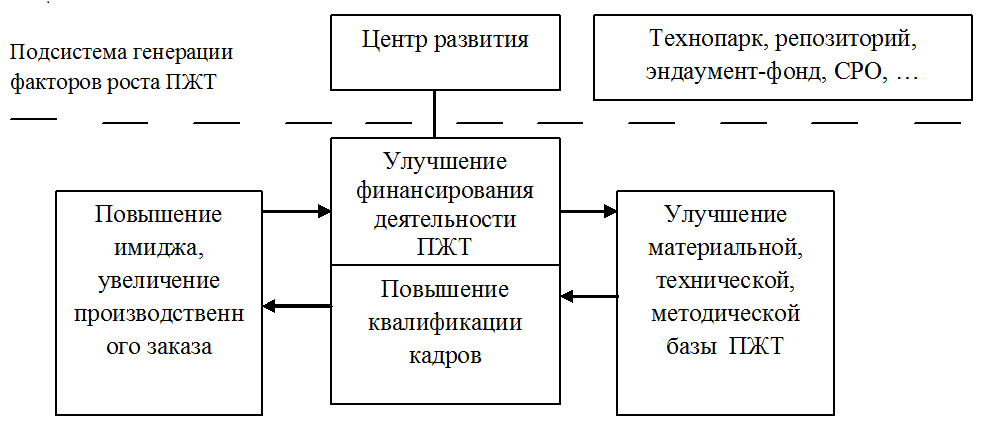 Подсистема генерации
факторов роста ПЖТ
Центр развития
Технопарк, репозиторий,
эндаумент-фонд, СРО, …
Улучшение
финансирования
деятельности
ПЖТ
Повышение
имиджа,
увеличение
производственн
ого заказа
Повышение
квалификации
кадров
Улучшение
материальной,
технической,
методической
базы ПЖТ